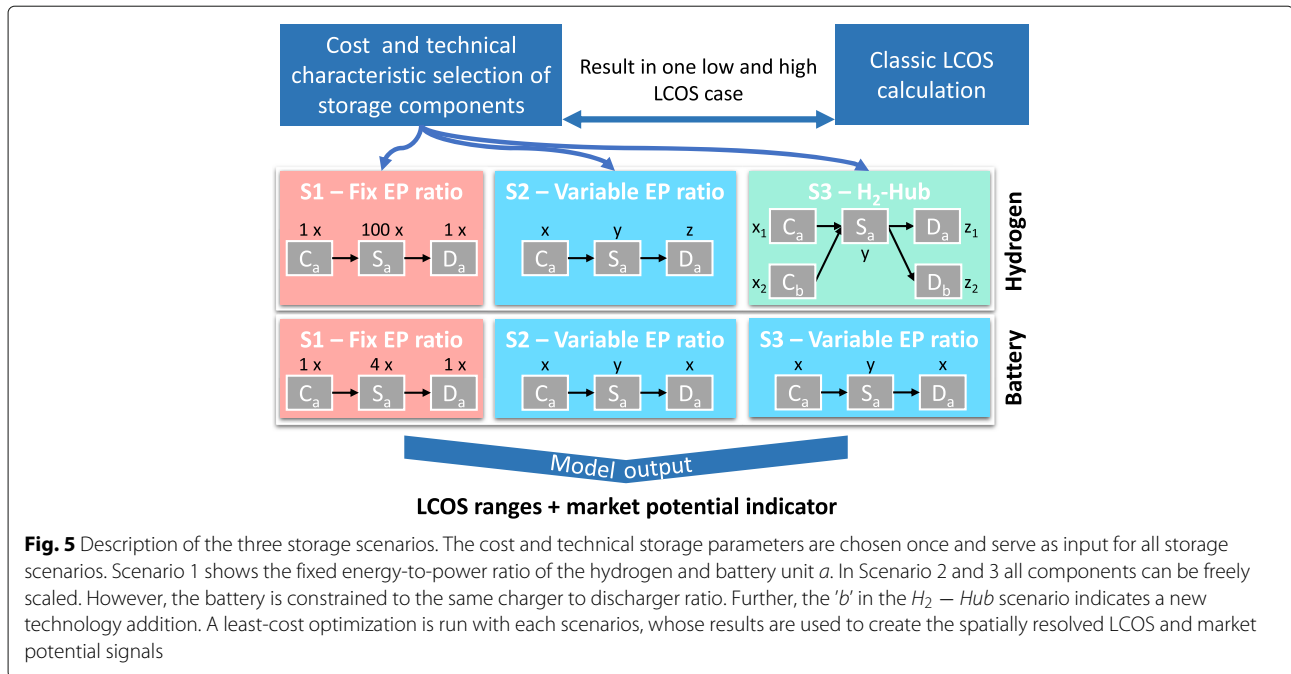 Cost and technical
characteristic selection of
storage components
Result in one low and high
LCOS case
Classic LCOS
calculation
S1 – Fix EP ratio
1 x 100 x 1 x
Cₐ Sₐ Dₐ
S2 – Variable EP ratio
x y z
Cₐ Sₐ Dₐ
S3 – H₂-Hub
x₁ Cₐ Sₐ Dₐ z₁
y
x₂ C_b D_b z₂
Hydrogen
S1 – Fix EP ratio
1 x 4 x 1 x
Cₐ Sₐ Dₐ
S2 – Variable EP ratio
x y x
Cₐ Sₐ Dₐ
S3 – Variable EP ratio
x y x
Cₐ Sₐ Dₐ
Battery
Model output
LCOS ranges + market potential indicator
Fig. 5 Description of the three storage scenarios. The cost and technical storage parameters are chosen once and serve as input for all storage
scenarios. Scenario 1 shows the fixed energy-to-power ratio of the hydrogen and battery unit a. In Scenario 2 and 3 all components can be freely
scaled. However, the battery is constrained to the same charger to discharger ratio. Further, the 'b' in the H₂ − Hub scenario indicates a new
technology addition. A least-cost optimization is run with each scenarios, whose results are used to create the spatially resolved LCOS and market
potential signals